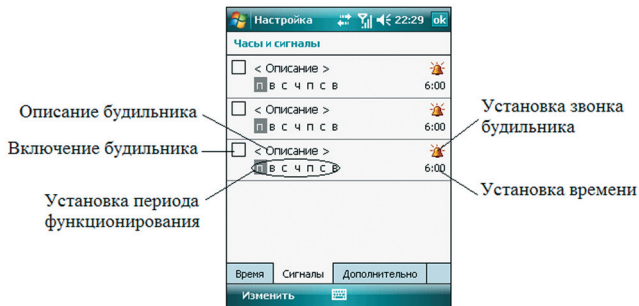 Настройка 22:29 ok
Часы и сигналы
< Описание >
П В С Ч П С В 6:00
< Описание >
П В С Ч П С В 6:00
< Описание >
П В С Ч П С В 6:00
Описание будильника
Включение будильника
Установка периода
функционирования
Установка звонка
будильника
Установка времени
Время Сигналы Дополнительно
Изменить